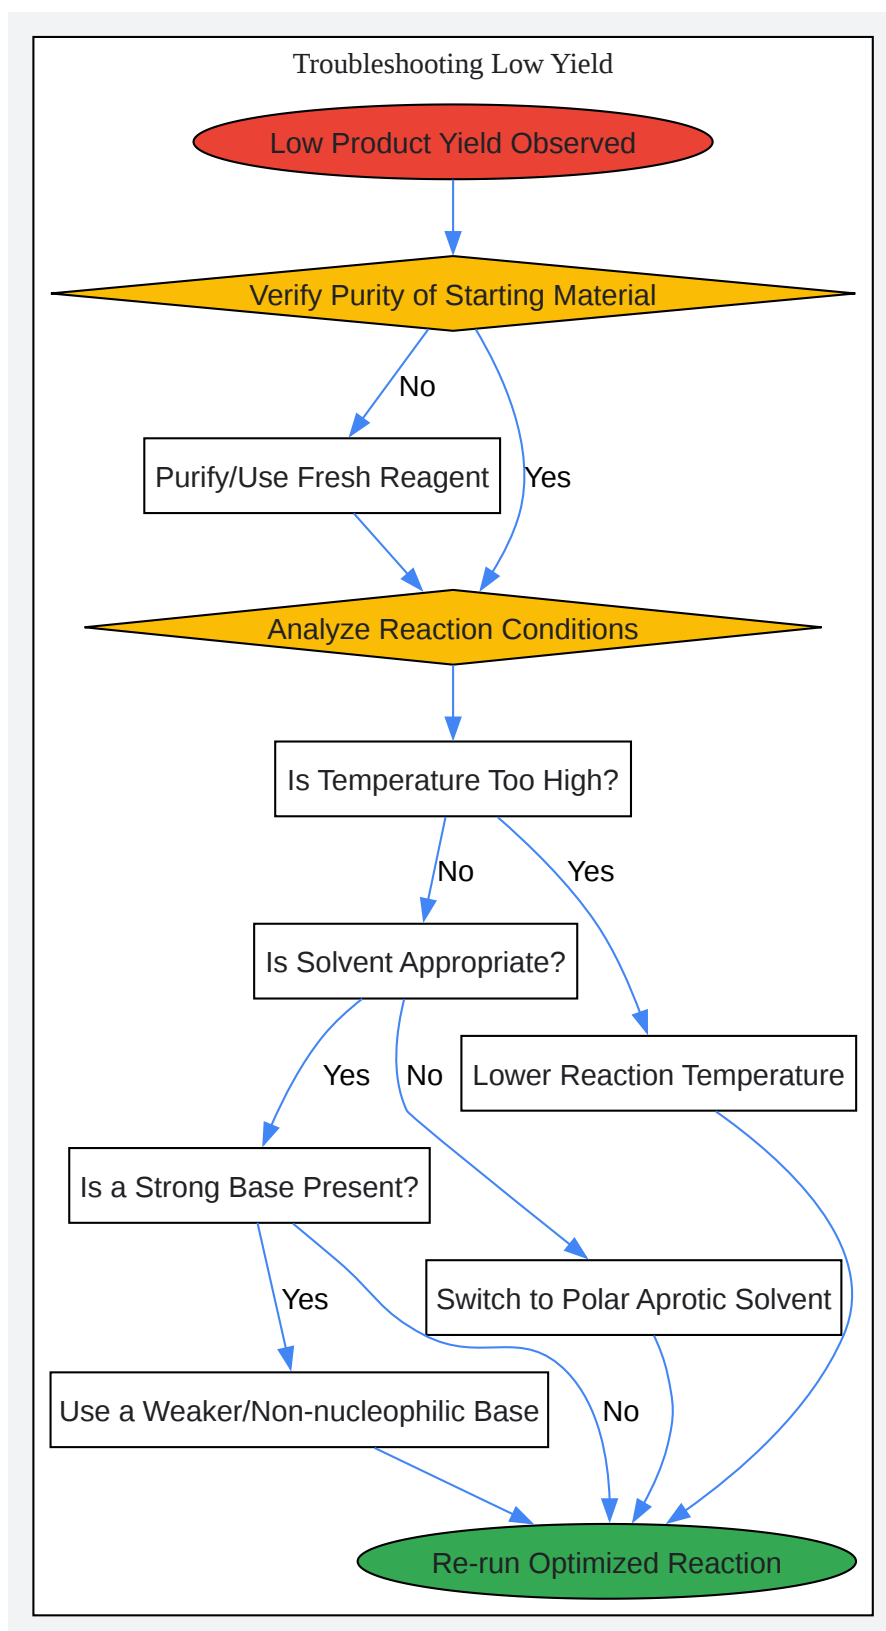 Troubleshooting Low Yield
Low Product Yield Observed
Verify Purity of Starting Material
No
Purify/Use Fresh Reagent
Yes
Analyze Reaction Conditions
Is Temperature Too High?
No
Yes
Is Solvent Appropriate?
Yes
No
Lower Reaction Temperature
Is a Strong Base Present?
Yes
Switch to Polar Aprotic Solvent
Use a Weaker/Non-nucleophilic Base
No
Re-run Optimized Reaction